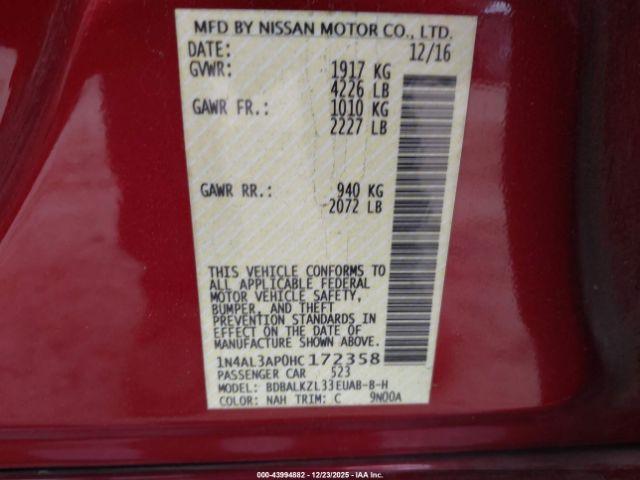 MFD BY NISSAN MOTOR CO., LTD.
DATE: 12/16
GVWR: 1917 KG
4226 LB
GAWR FR.: 1010 KG
2227 LB
GAWR RR.: 940 KG
2072 LB
THIS VEHICLE CONFORMS TO
ALL APPLICABLE FEDERAL
MOTOR VEHICLE SAFETY,
BUMPER, AND THEFT
PREVENTION STANDARDS IN
EFFECT ON THE DATE OF
MANUFACTURE SHOWN ABOVE.
1N4AL3AP0HC172358
PASSENGER CAR 523
MODEL: BDBALKZL33EUAB-B-H
COLOR: NAH TRIM: C 9N00A
000-43994882 | 12/23/2025 | © IAA Inc.